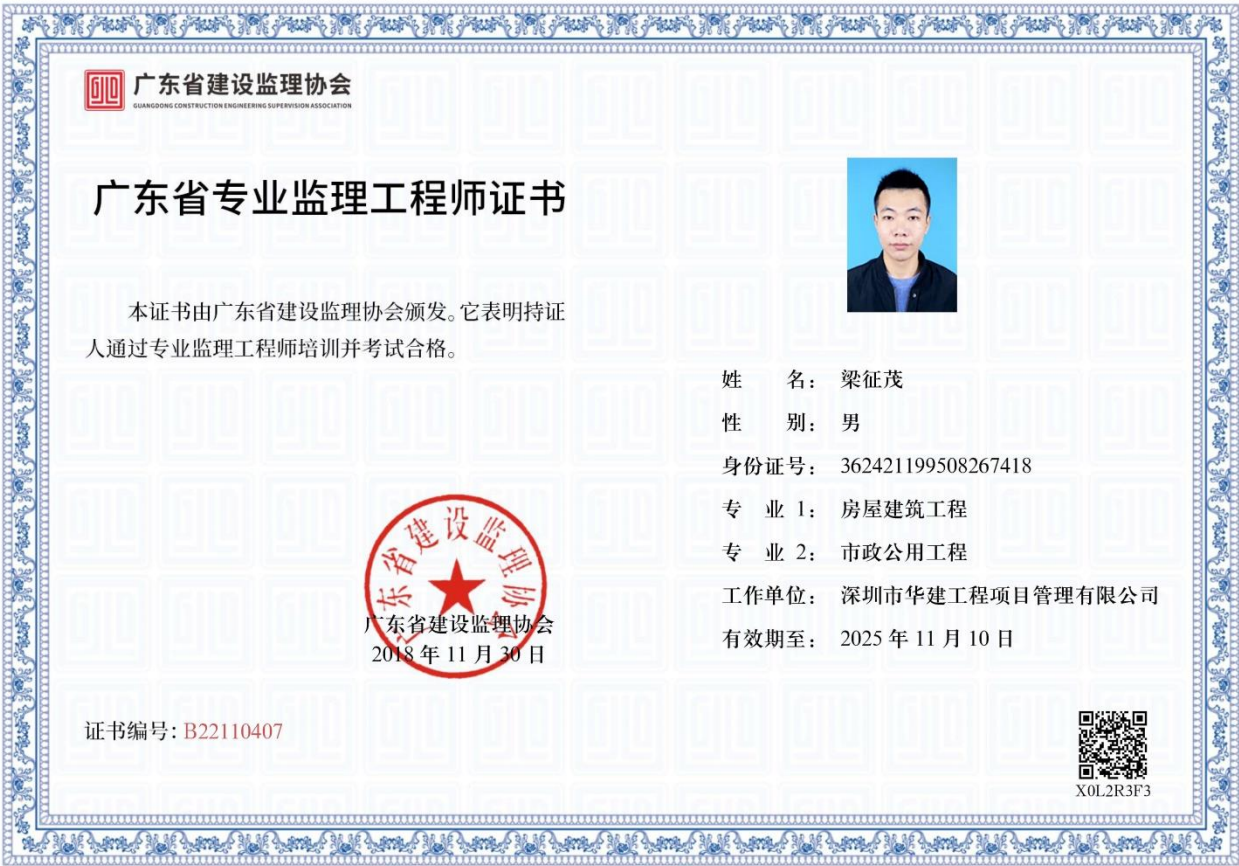 广东省建设监理协会
GUANGDONG CONSTRUCTION ENGINEERING SUPERVISION ASSOCIATION
广东省专业监理工程师证书
本证书由广东省建设监理协会颁发。它表明持证
人通过专业监理工程师培训并考试合格。
姓 名： 梁征茂
性 别： 男
身份证号： 362421199508267418
专 业 1： 房屋建筑工程
专 业 2： 市政公用工程
工作单位： 深圳市华建工程项目管理有限公司
有效期至： 2025 年 11 月 10 日
广东省建设监理协会
广东省建设监理协会
2018 年 11 月 30 日
证书编号：B22110407
X0L2R3F3